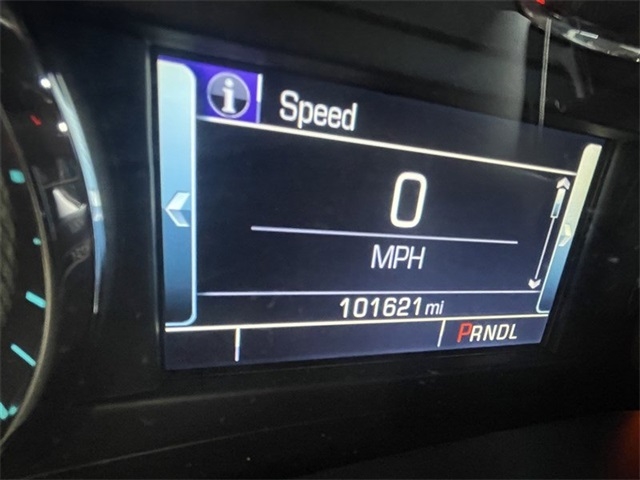 i Speed
0
MPH
101621 mi
PRNDL